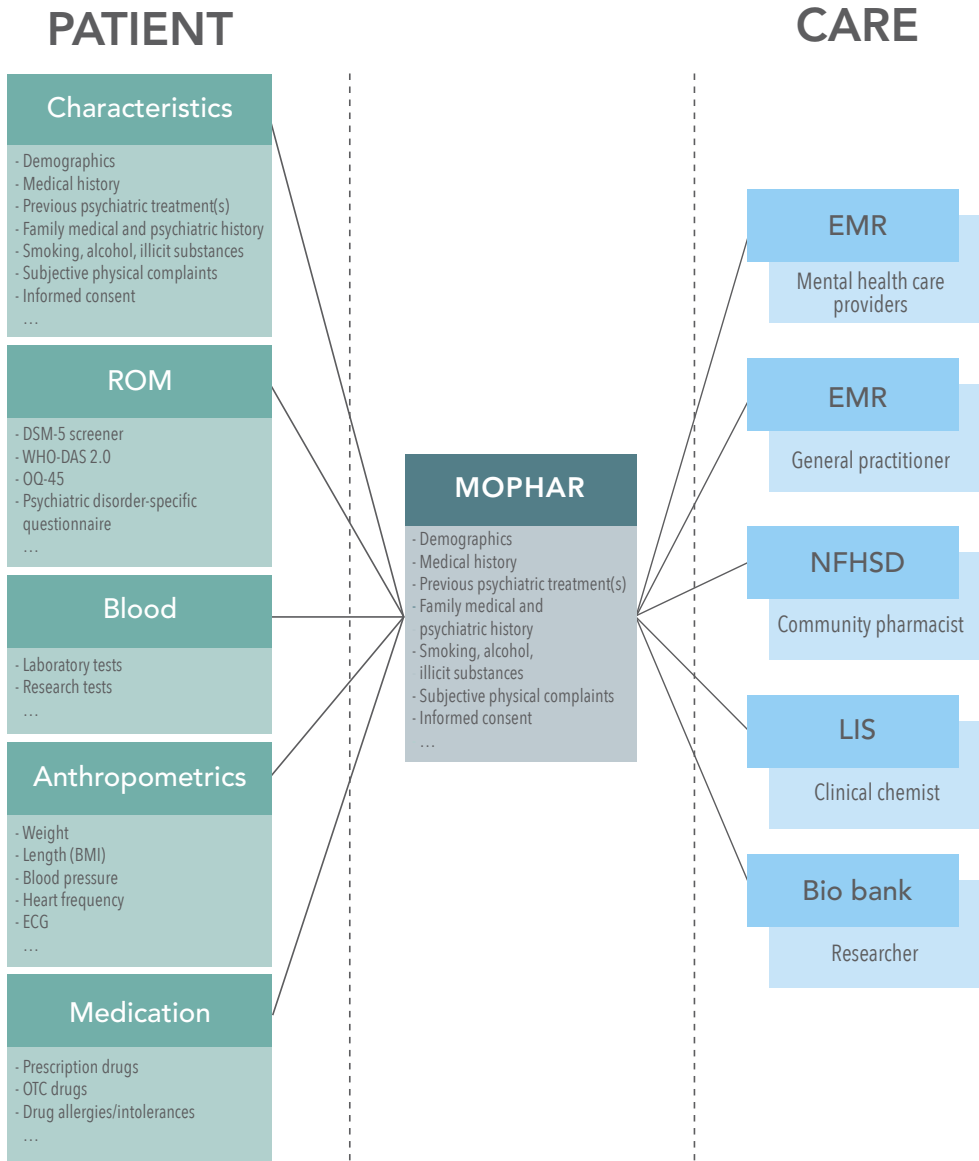 PATIENT
Characteristics
- Demographics
- Medical history
- Previous psychiatric treatment(s)
- Family medical and psychiatric history
- Smoking, alcohol, illicit substances
- Subjective physical complaints
- Informed consent
...
ROM
- DSM-5 screener
- WHO-DAS 2.0
- OQ-45
- Psychiatric disorder-specific
questionnaire
...
Blood
- Laboratory tests
- Research tests
...
Anthropometrics
- Weight
- Length (BMI)
- Blood pressure
- Heart frequency
- ECG
...
Medication
- Prescription drugs
- OTC drugs
- Drug allergies/intolerances
...
MOPHAR
- Demographics
- Medical history
- Previous psychiatric treatment(s)
- Family medical and
psychiatric history
- Smoking, alcohol,
illicit substances
- Subjective physical complaints
- Informed consent
...
CARE
EMR
Mental health care
providers
EMR
General practitioner
NFHSD
Community pharmacist
LIS
Clinical chemist
Bio bank
Researcher